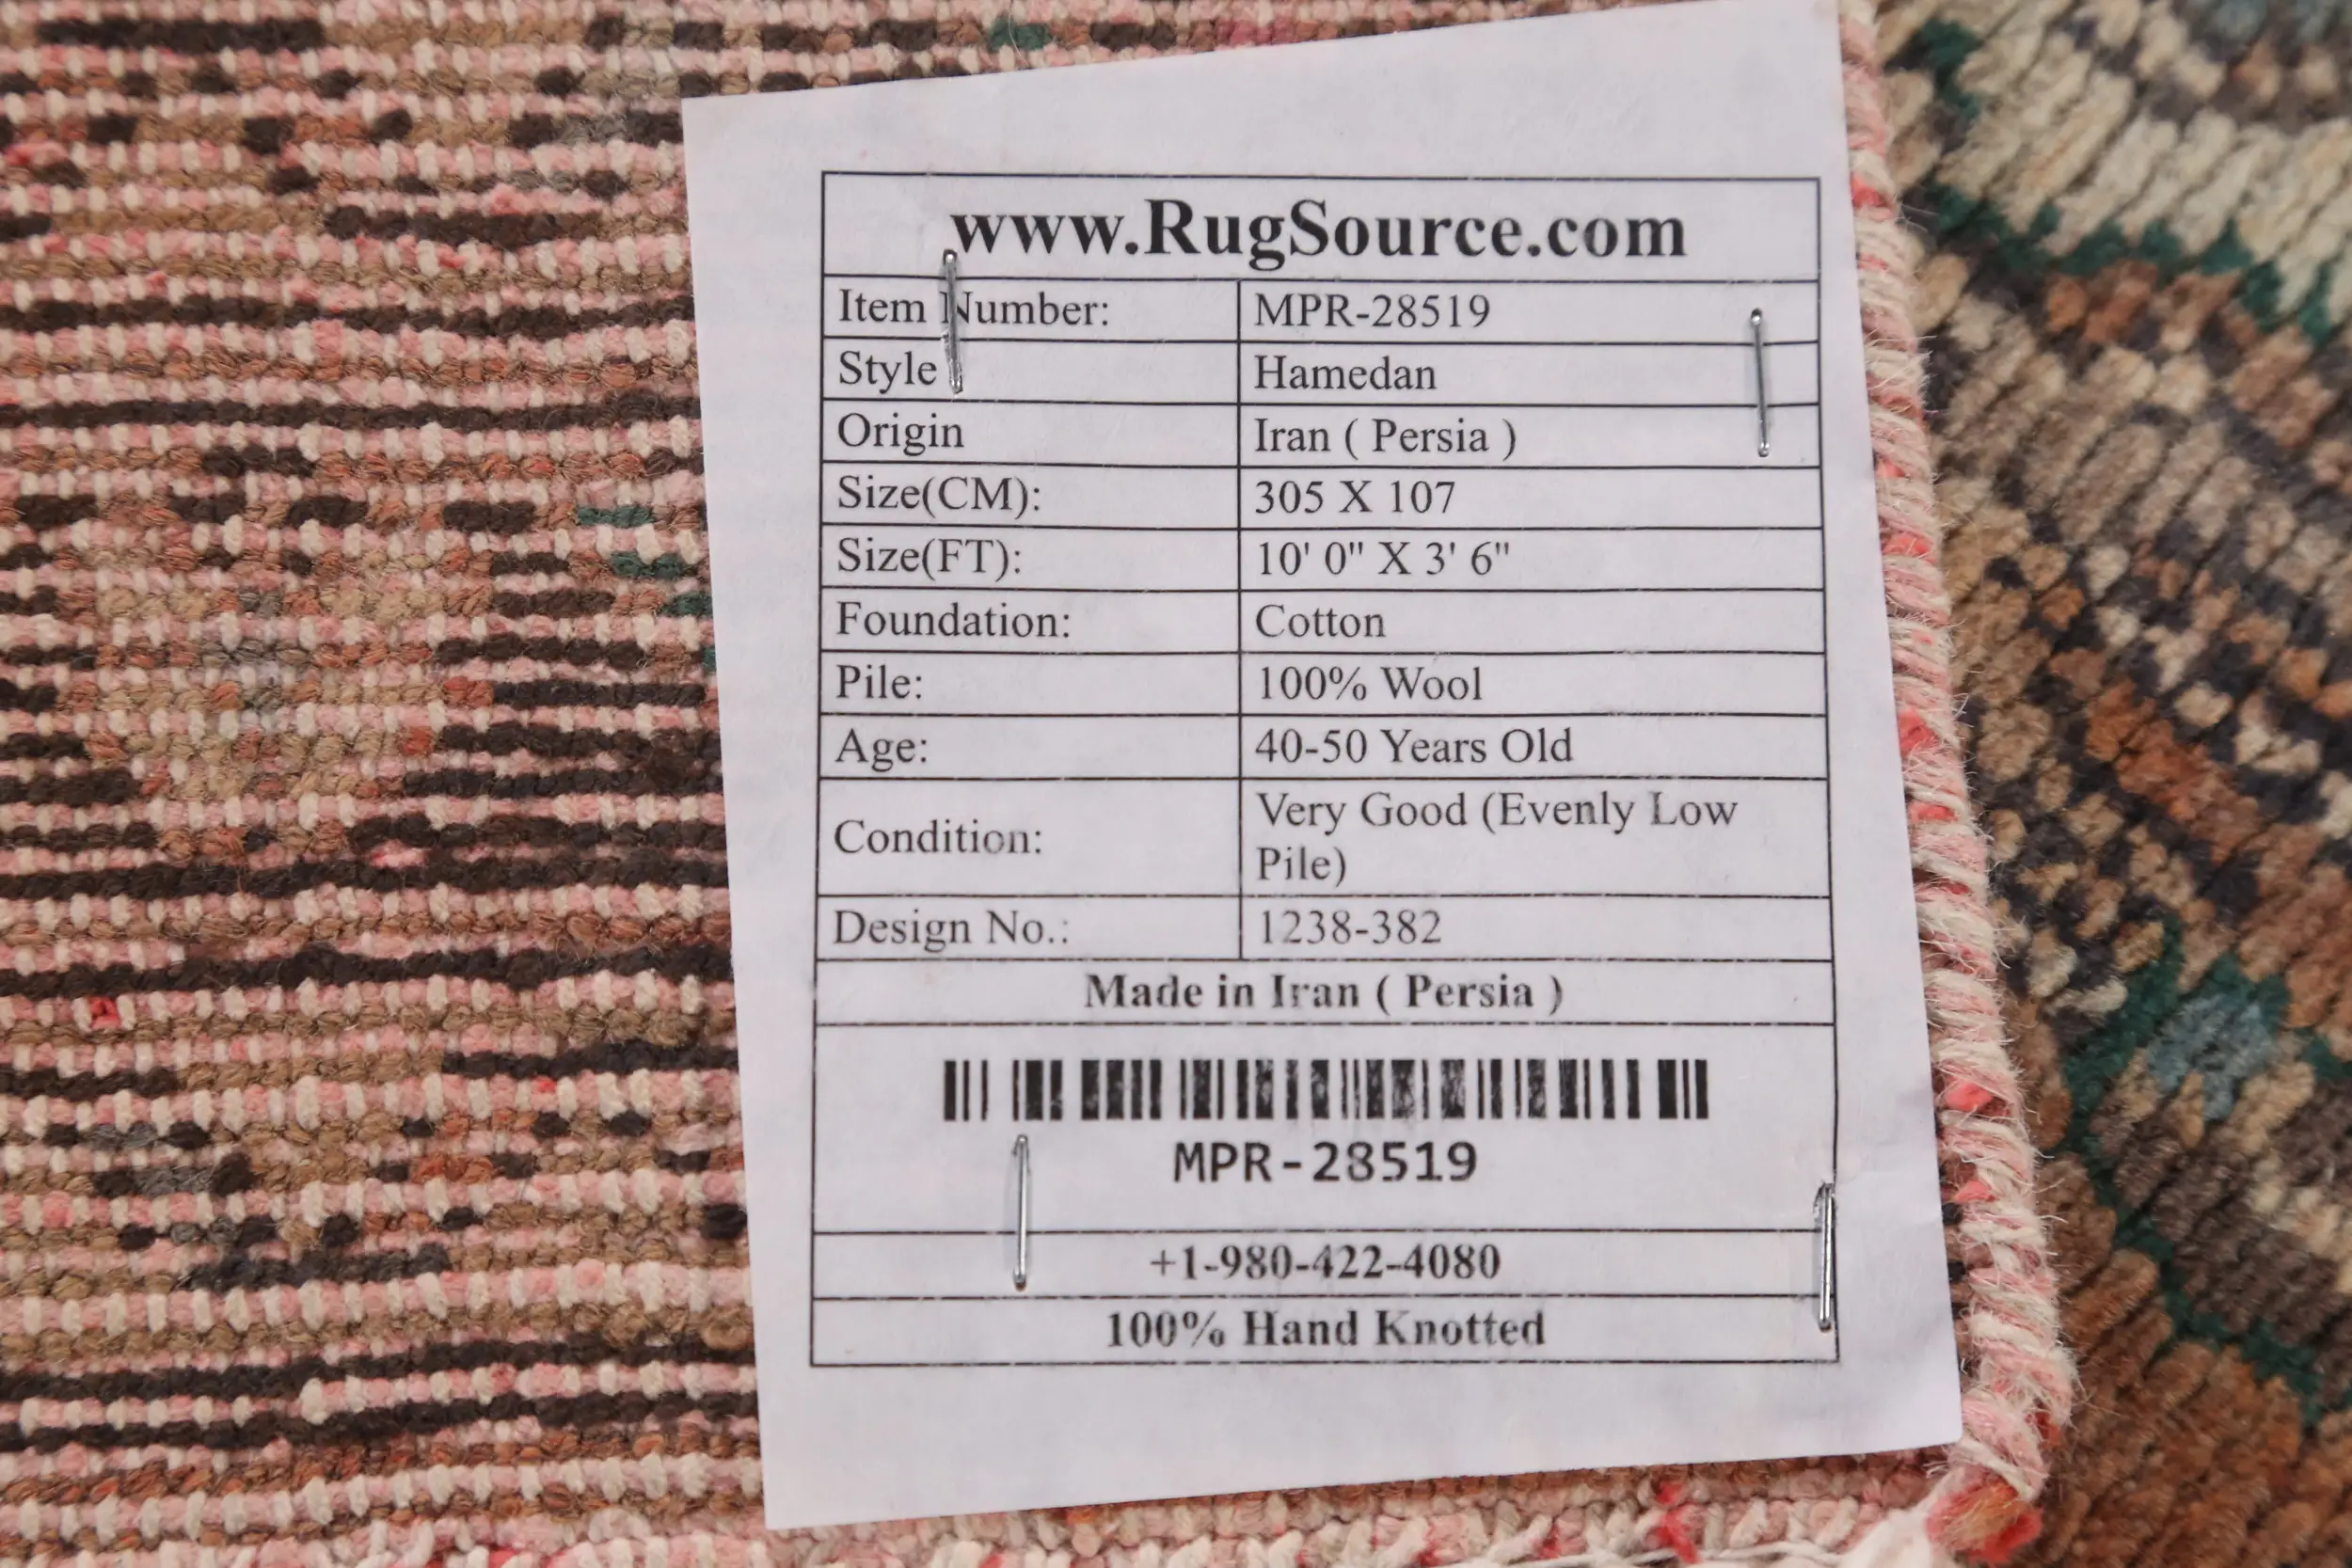 www.RugSource.com
Item Number: MPR-28519
Style Hamedan
Origin Iran ( Persia )
Size(CM): 305 X 107
Size(FT): 10' 0" X 3' 6"
Foundation: Cotton
Pile: 100% Wool
Age: 40-50 Years Old
Condition: Very Good (Evenly Low
Pile)
Design No.: 1238-382
Made in Iran ( Persia )
MPR-28519
+1-980-422-4080
100% Hand Knotted